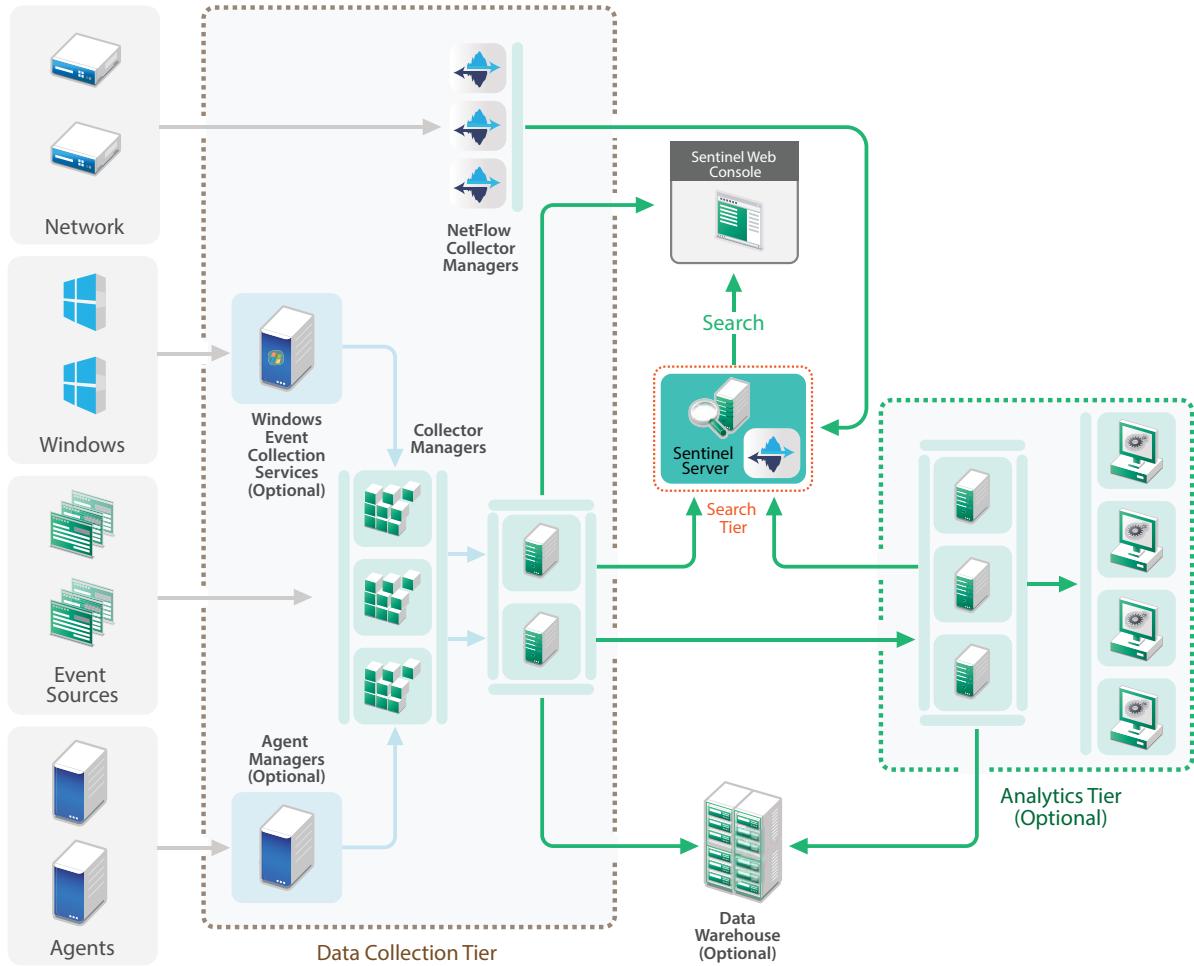 Network
NetFlow
Collector
Managers
Sentinel Web
Console
Windows
Windows
Event
Collection
Services
(Optional)
Collector
Managers
Search
Sentinel
Server
Search
Tier
Event
Sources
Agent
Managers
(Optional)
Agents
Data Collection Tier
Data
Warehouse
(Optional)
Analytics Tier
(Optional)